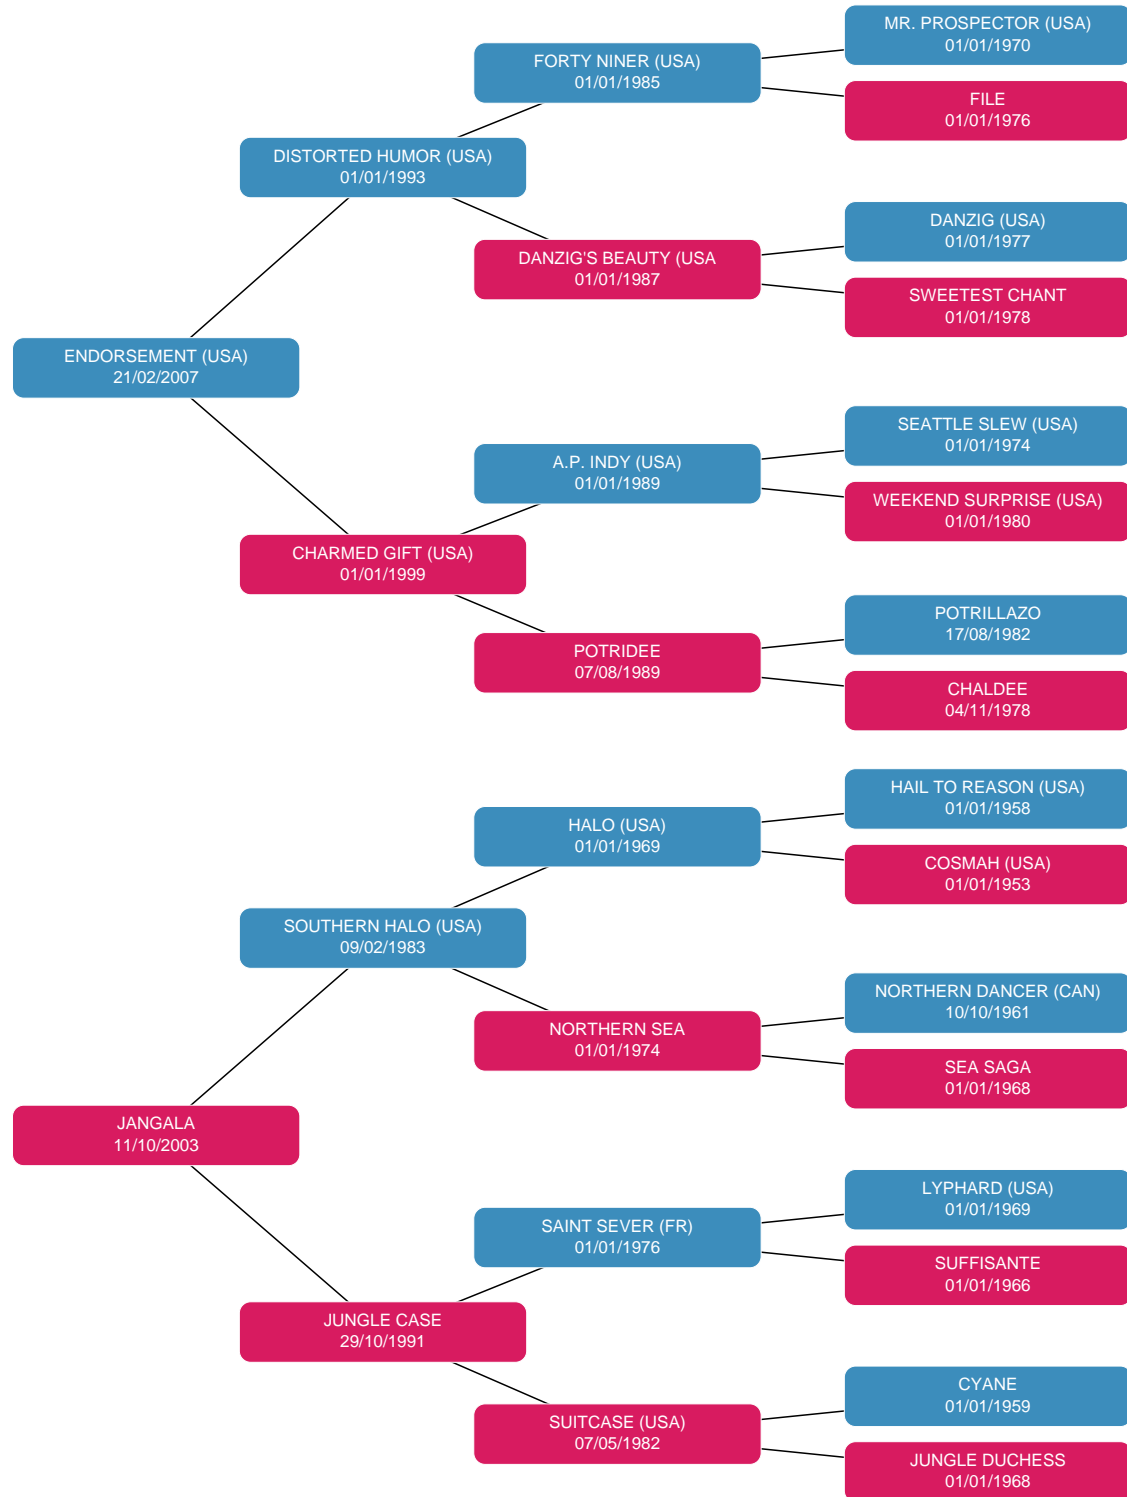 MR. PROSPECTOR (USA)
01/01/1970
FORTY NINER (USA)
01/01/1985
FILE
01/01/1976
DISTORTED HUMOR (USA)
01/01/1993
DANZIG (USA)
01/01/1977
DANZIG'S BEAUTY (USA
01/01/1987
SWEETEST CHANT
01/01/1978
ENDORSEMENT (USA)
21/02/2007
SEATTLE SLEW (USA)
01/01/1974
A.P. INDY (USA)
01/01/1989
WEEKEND SURPRISE (USA)
01/01/1980
CHARMED GIFT (USA)
01/01/1999
POTRILLAZO
17/08/1982
POTRIDEE
07/08/1989
CHALDEE
04/11/1978
HAIL TO REASON (USA)
01/01/1958
HALO (USA)
01/01/1969
COSMAH (USA)
01/01/1953
SOUTHERN HALO (USA)
09/02/1983
NORTHERN DANCER (CAN)
10/10/1961
NORTHERN SEA
01/01/1974
SEA SAGA
01/01/1968
JANGALA
11/10/2003
LYPHARD (USA)
01/01/1969
SAINT SEVER (FR)
01/01/1976
SUFFISANTE
01/01/1966
JUNGLE CASE
29/10/1991
CYANE
01/01/1959
SUITCASE (USA)
07/05/1982
JUNGLE DUCHESS
01/01/1968